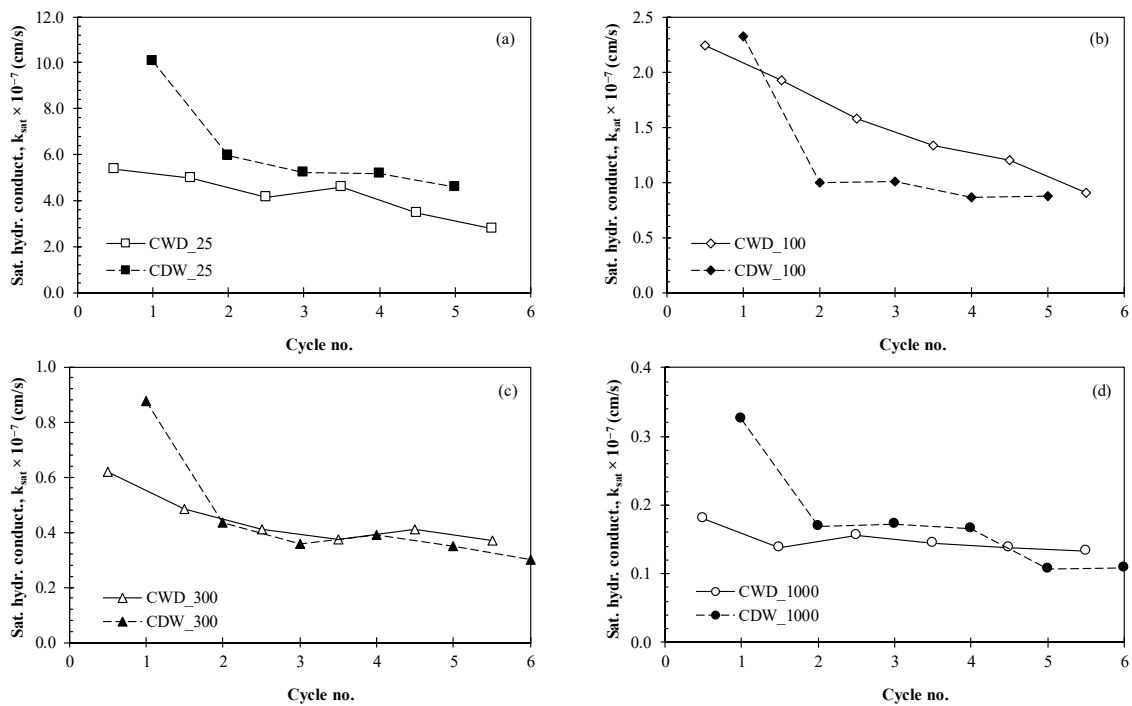 (a)
Sat. hydr. conduct., k_sat × 10⁻⁷ (cm/s)
12.0
10.0
8.0
6.0
4.0
2.0
0.0
CWD_25
CDW_25
0 1 2 3 4 5 6
Cycle no.
(b)
Sat. hydr. conduct., k_sat × 10⁻⁷ (cm/s)
2.5
2.0
1.5
1.0
0.5
0.0
CWD_100
CDW_100
0 1 2 3 4 5 6
Cycle no.
(c)
Sat. hydr. conduct., k_sat × 10⁻⁷ (cm/s)
1.0
0.8
0.6
0.4
0.2
0.0
CWD_300
CDW_300
0 1 2 3 4 5 6
Cycle no.
(d)
Sat. hydr. conduct., k_sat × 10⁻⁷ (cm/s)
0.4
0.3
0.2
0.1
0.0
CWD_1000
CDW_1000
0 1 2 3 4 5 6
Cycle no.